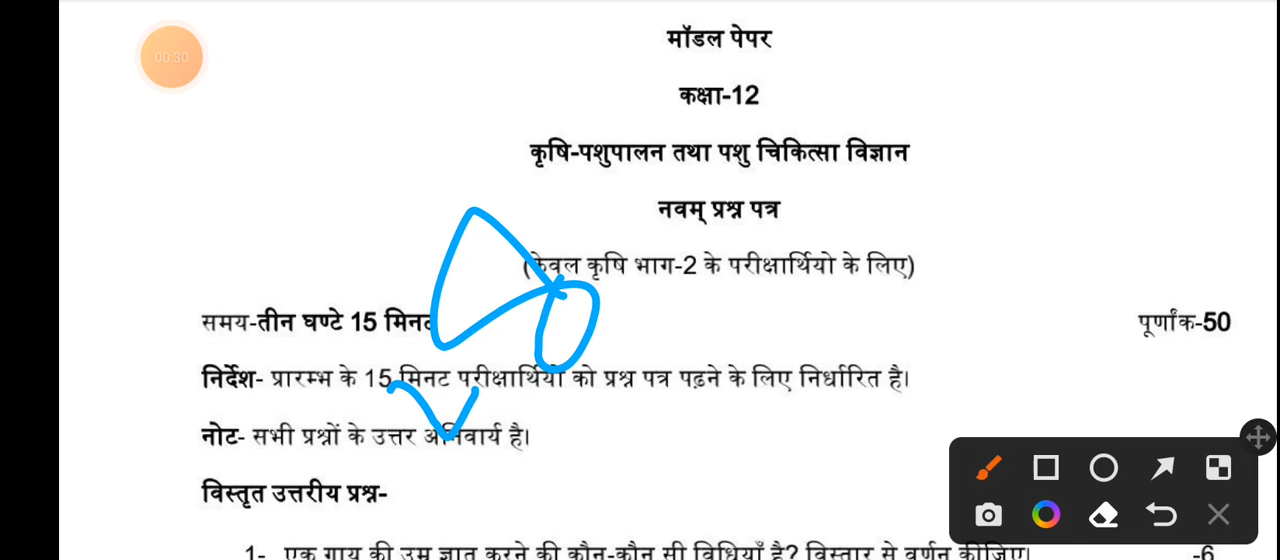 00:30
मॉडल पेपर
कक्षा-12
कृषि-पशुपालन तथा पशु चिकित्सा विज्ञान
नवम् प्रश्न पत्र
(केवल कृषि भाग-2 के परीक्षार्थियो के लिए)
समय-तीन घण्टे 15 मिनट पूर्णांक-50
निर्देश- प्रारम्भ के 15 मिनट परीक्षार्थियों को प्रश्न पत्र पढ़ने के लिए निर्धारित है।
नोट- सभी प्रश्नों के उत्तर अनिवार्य है।
विस्तृत उत्तरीय प्रश्न-
1- एक गाय की उम्र ज्ञात करने की कौन-कौन सी विधियाँ है? विस्तार से वर्णन कीजिए। -6